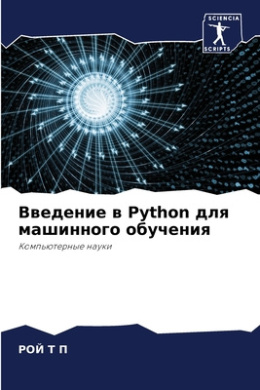 SCIENCIA
SCRIPTS
Введение в Python для
машинного обучения
Компьютерные науки
РОЙ Т П